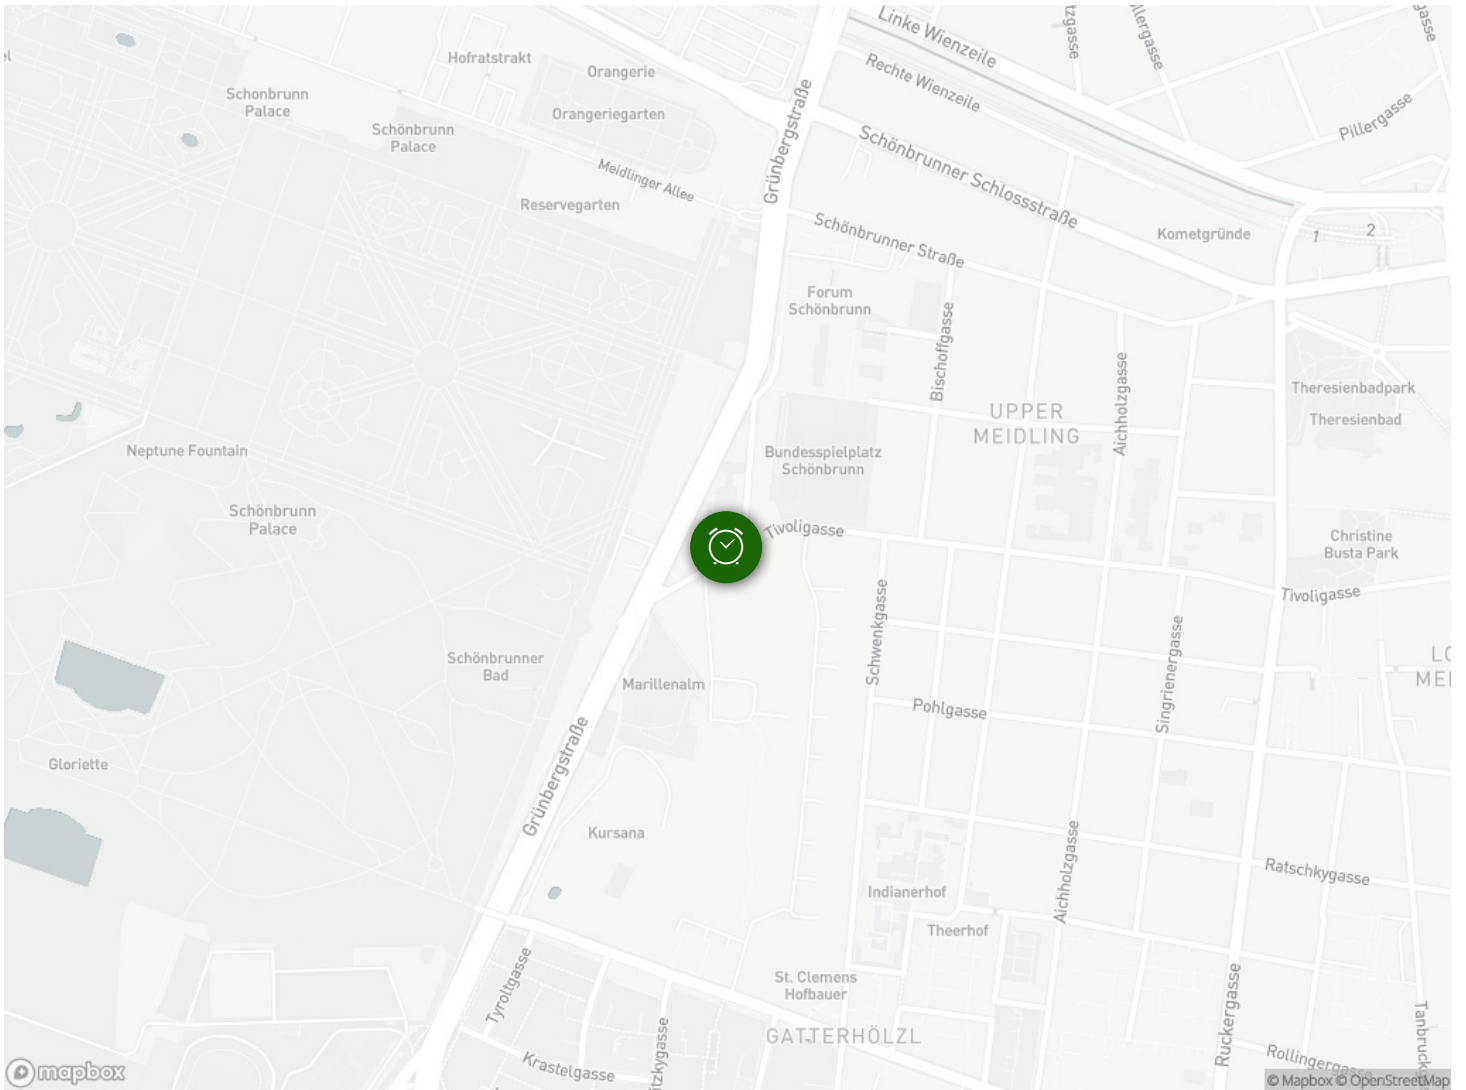 Linke Wienzeile
Rechte Wienzeile
Pillergasse
Hofratstrakt
Orangerie
Orangeriegarten
Schonbrunn
Palace
Schönbrunn
Palace
Meidlinger Allee
Reservegarten
Grünbergstraße
Schönbrunner Schlossstraße
Schönbrunner Straße
Kometgründe
1
2
Forum
Schönbrunn
Bischoffgasse
Aichholzgasse
UPPER
MEIDLING
Theresienbadpark
Theresienbad
Neptune Fountain
Bundesspielplatz
Schönbrunn
Schönbrunn
Palace
Tivoligasse
Christine
Busta Park
Tivoligasse
Schwenkgasse
Singrienergasse
Schönbrunner
Bad
Marillenalm
Pohlgasse
Gloriette
Grünbergstraße
Kursana
Indianerhof
Theerhof
Aichholzgasse
Ratschkygasse
Tyroltgasse
St. Clemens
Hofbauer
GATTERHÖLZL
Ruckergasse
Krastelgasse
Rollingergasse
mapbox
© Mapbox © OpenStreetMap